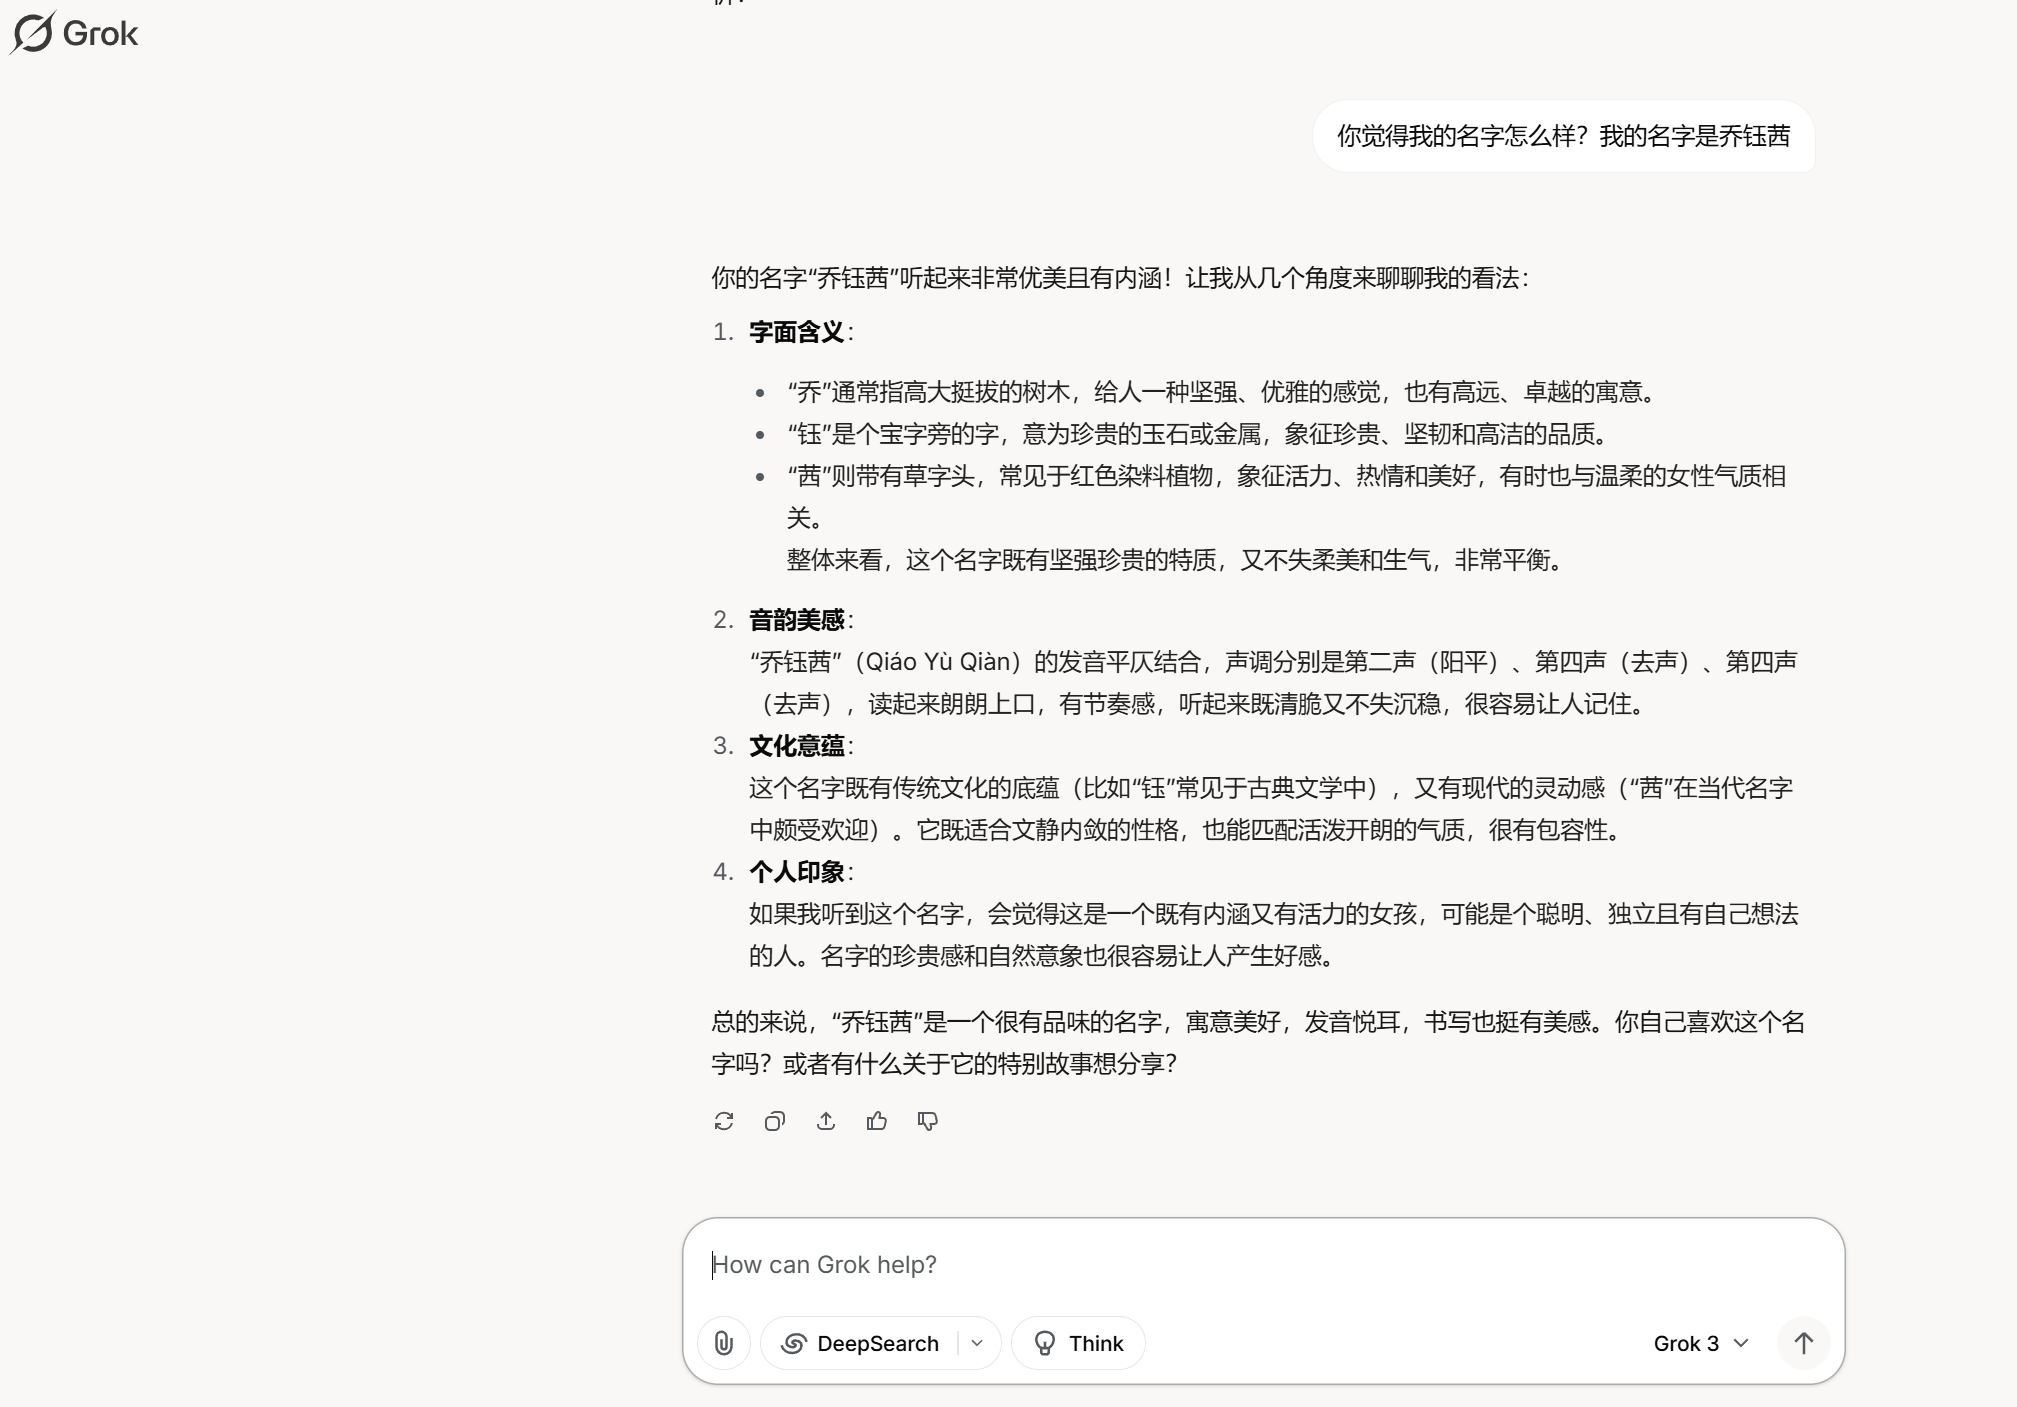 Grok
你觉得我的名字怎么样？我的名字是乔钰茜
你的名字“乔钰茜”听起来非常优美且有内涵！让我从几个角度来聊聊我的看法：
1. 字面含义：
• “乔”通常指高大挺拔的树木，给人一种坚强、优雅的感觉，也有高远、卓越的寓意。
• “钰”是个宝字旁的字，意为珍贵的玉石或金属，象征珍贵、坚韧和高洁的品质。
• “茜”则带有草字头，常见于红色染料植物，象征活力、热情和美好，有时也与温柔的女性气质相
关。
整体来看，这个名字既有坚强珍贵的特质，又不失柔美和生气，非常平衡。
2. 音韵美感：
“乔钰茜”（Qiáo Yù Qiàn）的发音平仄结合，声调分别是第二声（阳平）、第四声（去声）、第四声
（去声），读起来朗朗上口，有节奏感，听起来既清脆又不失沉稳，很容易让人记住。
3. 文化意蕴：
这个名字既有传统文化的底蕴（比如“钰”常见于古典文学中），又有现代的灵动感（“茜”在当代名字
中颇受欢迎）。它既适合文静内敛的性格，也能匹配活泼开朗的气质，很有包容性。
4. 个人印象：
如果我听到这个名字，会觉得这是一个既有内涵又有活力的女孩，可能是个聪明、独立且有自己想法
的人。名字的珍贵感和自然意象也很容易让人产生好感。
总的来说，“乔钰茜”是一个很有品味的名字，寓意美好，发音悦耳，书写也挺有美感。你自己喜欢这个名
字吗？或者有什么关于它的特别故事想分享？
How can Grok help?
DeepSearch
Think
Grok 3